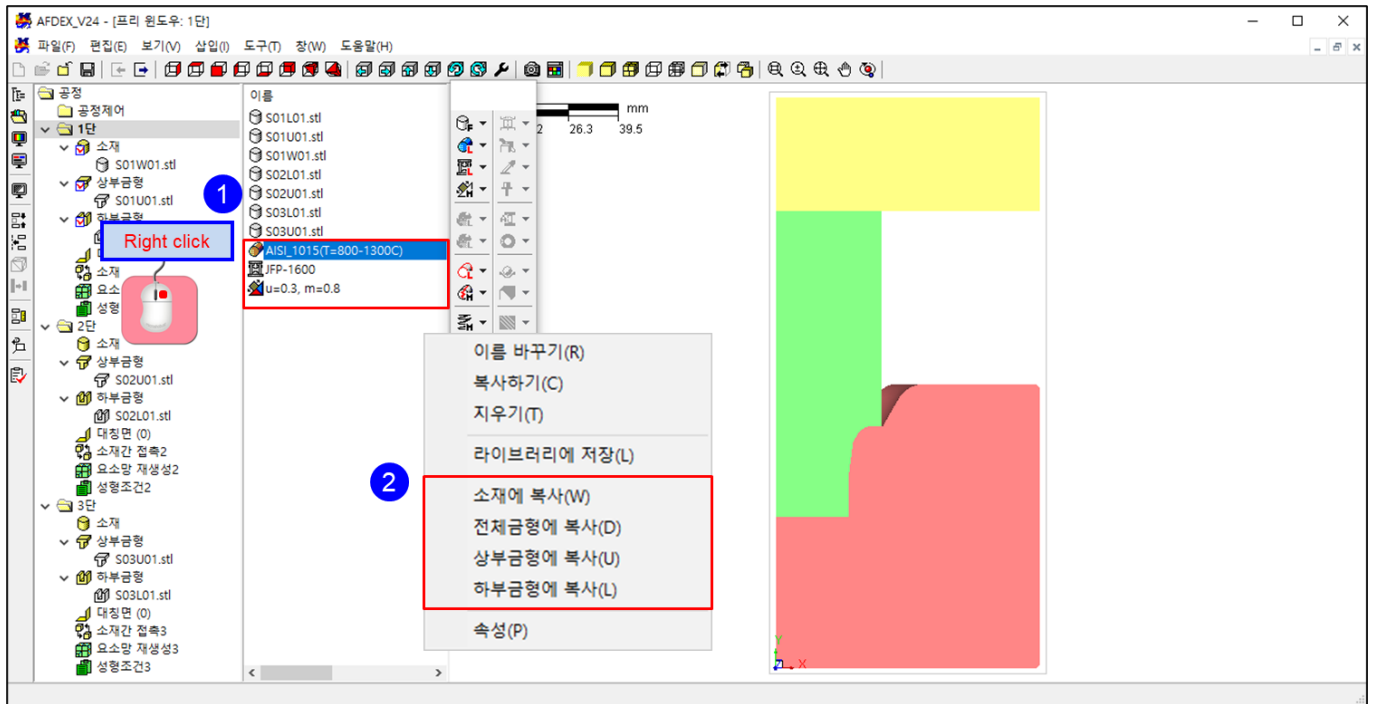 AFDEX_V24 - [프리 윈도우: 1단]
파일(F) 편집(E) 보기(V) 삽입(I) 도구(T) 창(W) 도움말(H)
공정
공정제어
1단
소재
S01W01.stl
상부금형
S01U01.stl
하부금형
소재
요소
성형
2단
소재
상부금형
S02U01.stl
하부금형
S02L01.stl
대칭면 (0)
소재간 접촉2
요소망 재생성2
성형조건2
3단
소재
상부금형
S03U01.stl
하부금형
S03L01.stl
대칭면 (0)
소재간 접촉3
요소망 재생성3
성형조건3
1
Right click
이름
S01L01.stl
S01U01.stl
S01W01.stl
S02L01.stl
S02U01.stl
S03L01.stl
S03U01.stl
AISI_1015(T=800-1300C)
JFP-1600
u=0.3, m=0.8
mm
2 26.3 39.5
2
이름 바꾸기(R)
복사하기(C)
지우기(T)
라이브러리에 저장(L)
소재에 복사(W)
전체금형에 복사(D)
상부금형에 복사(U)
하부금형에 복사(L)
속성(P)
Y
Z X